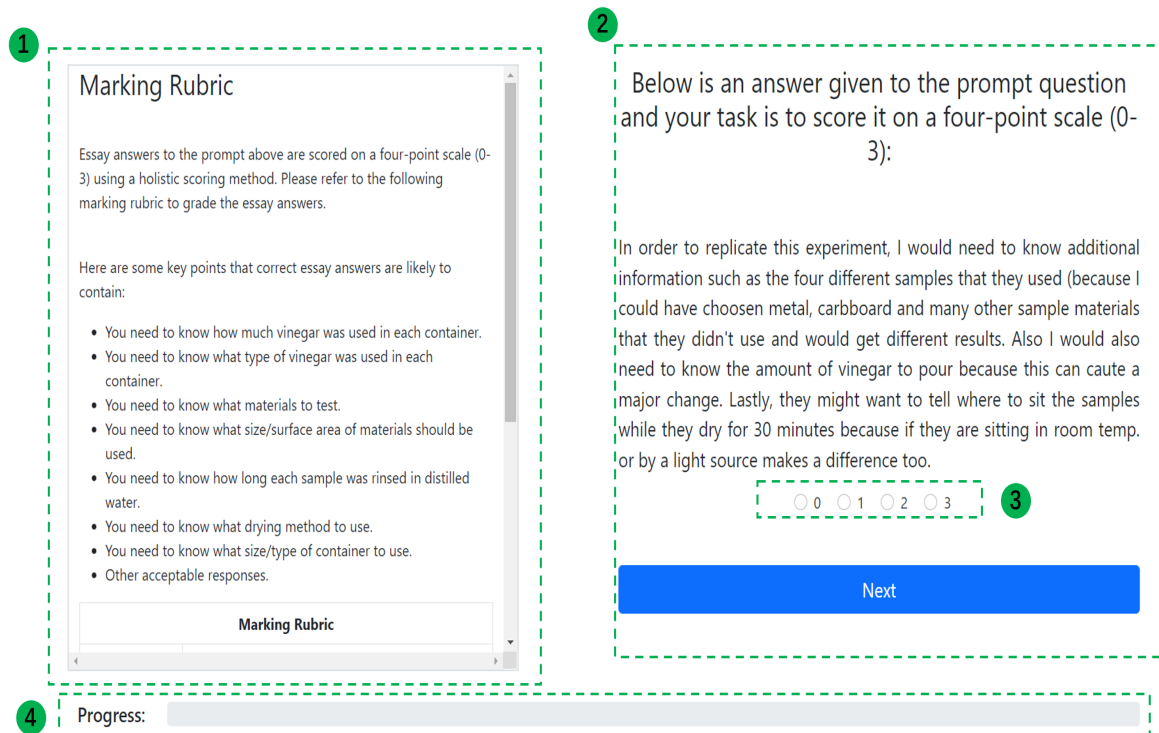 1
Marking Rubric
Essay answers to the prompt above are scored on a four-point scale (0-
3) using a holistic scoring method. Please refer to the following
marking rubric to grade the essay answers.
Here are some key points that correct essay answers are likely to
contain:
• You need to know how much vinegar was used in each container.
• You need to know what type of vinegar was used in each
container.
• You need to know what materials to test.
• You need to know what size/surface area of materials should be
used.
• You need to know how long each sample was rinsed in distilled
water.
• You need to know what drying method to use.
• You need to know what size/type of container to use.
• Other acceptable responses.
Marking Rubric
2
Below is an answer given to the prompt question
and your task is to score it on a four-point scale (0-
3):
In order to replicate this experiment, I would need to know additional
information such as the four different samples that they used (because I
could have choosen metal, carbboard and many other sample materials
that they didn't use and would get different results. Also I would also
need to know the amount of vinegar to pour because this can caute a
major change. Lastly, they might want to tell where to sit the samples
while they dry for 30 minutes because if they are sitting in room temp.
or by a light source makes a difference too.
0 1 2 3
3
Next
4
Progress: